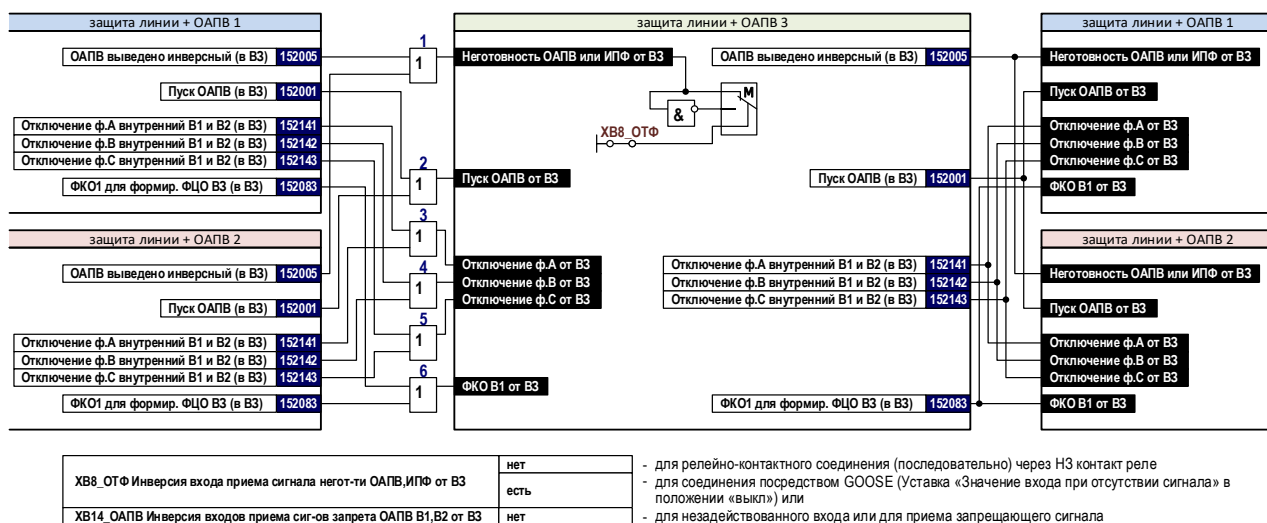 защита линии + ОАПВ 1
ОАПВ выведено инверсный (в В3) 152005
Пуск ОАПВ (в В3) 152001
Отключение ф.А внутренний В1 и В2 (в В3) 152141
Отключение ф.В внутренний В1 и В2 (в В3) 152142
Отключение ф.С внутренний В1 и В2 (в В3) 152143
ФКО1 для формир. ФЦО В3 (в В3) 152083
защита линии + ОАПВ 2
ОАПВ выведено инверсный (в В3) 152005
Пуск ОАПВ (в В3) 152001
Отключение ф.А внутренний В1 и В2 (в В3) 152141
Отключение ф.В внутренний В1 и В2 (в В3) 152142
Отключение ф.С внутренний В1 и В2 (в В3) 152143
ФКО1 для формир. ФЦО В3 (в В3) 152083
1
1
2
1
3
1
4
1
5
1
6
1
защита линии + ОАПВ 3
Неготовность ОАПВ или ИПФ от В3
&
М
ХВ8_ОТФ
Пуск ОАПВ от В3
Отключение ф.А от В3
Отключение ф.В от В3
Отключение ф.С от В3
ФКО В1 от В3
ОАПВ выведено инверсный (в В3) 152005
Пуск ОАПВ (в В3) 152001
Отключение ф.А внутренний В1 и В2 (в В3) 152141
Отключение ф.В внутренний В1 и В2 (в В3) 152142
Отключение ф.С внутренний В1 и В2 (в В3) 152143
ФКО1 для формир. ФЦО В3 (в В3) 152083
защита линии + ОАПВ 1
Неготовность ОАПВ или ИПФ от В3
Пуск ОАПВ от В3
Отключение ф.А от В3
Отключение ф.В от В3
Отключение ф.С от В3
ФКО В1 от В3
защита линии + ОАПВ 2
Неготовность ОАПВ или ИПФ от В3
Пуск ОАПВ от В3
Отключение ф.А от В3
Отключение ф.В от В3
Отключение ф.С от В3
ФКО В1 от В3
ХВ8_ОТФ Инверсия входа приема сигнала негот-ти ОАПВ,ИПФ от В3
нет
- для релейно-контактного соединения (последовательно) через НЗ контакт реле
есть
- для соединения посредством GOOSE (Уставка «Значение входа при отсутствии сигнала» в
положении «выкл») или
ХВ14_ОАПВ Инверсия входов приема сиг-ов запрета ОАПВ В1,В2 от В3
нет
- для незадействованного входа или для приема запрещающего сигнала